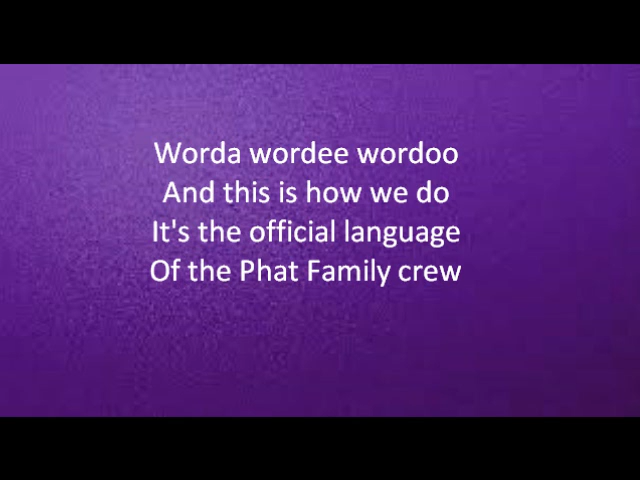 Worda wordee wordoo
And this is how we do
It's the official language
Of the Phat Family crew